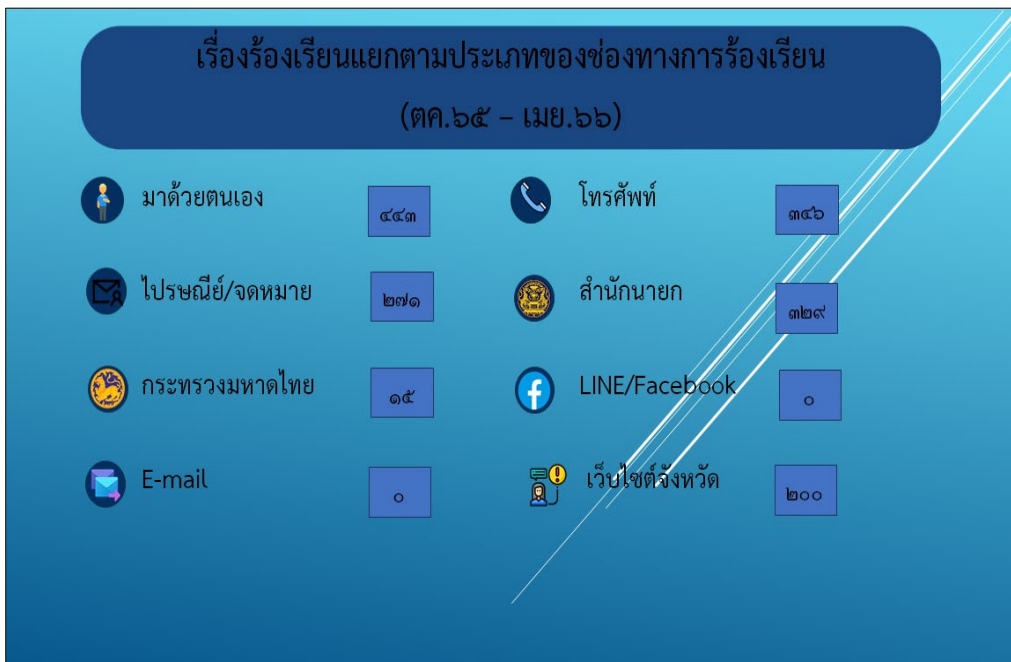 เรื่องร้องเรียนแยกตามประเภทของช่องทางการร้องเรียน
(ตค.๖๕ – เมย.๖๖)
มาด้วยตนเอง ๔๔๓
โทรศัพท์ ๓๔๖
ไปรษณีย์/จดหมาย ๒๗๑
สำนักนายก ๓๒๙
กระทรวงมหาดไทย ๑๕
LINE/Facebook ๐
E-mail ๐
เว็บไซต์จังหวัด ๒๐๐